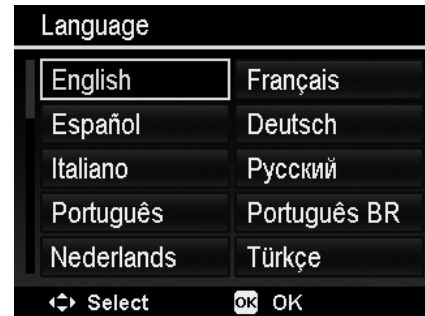 Language
English Français
Español Deutsch
Italiano Русский
Português Português BR
Nederlands Türkçe
Select OK OK